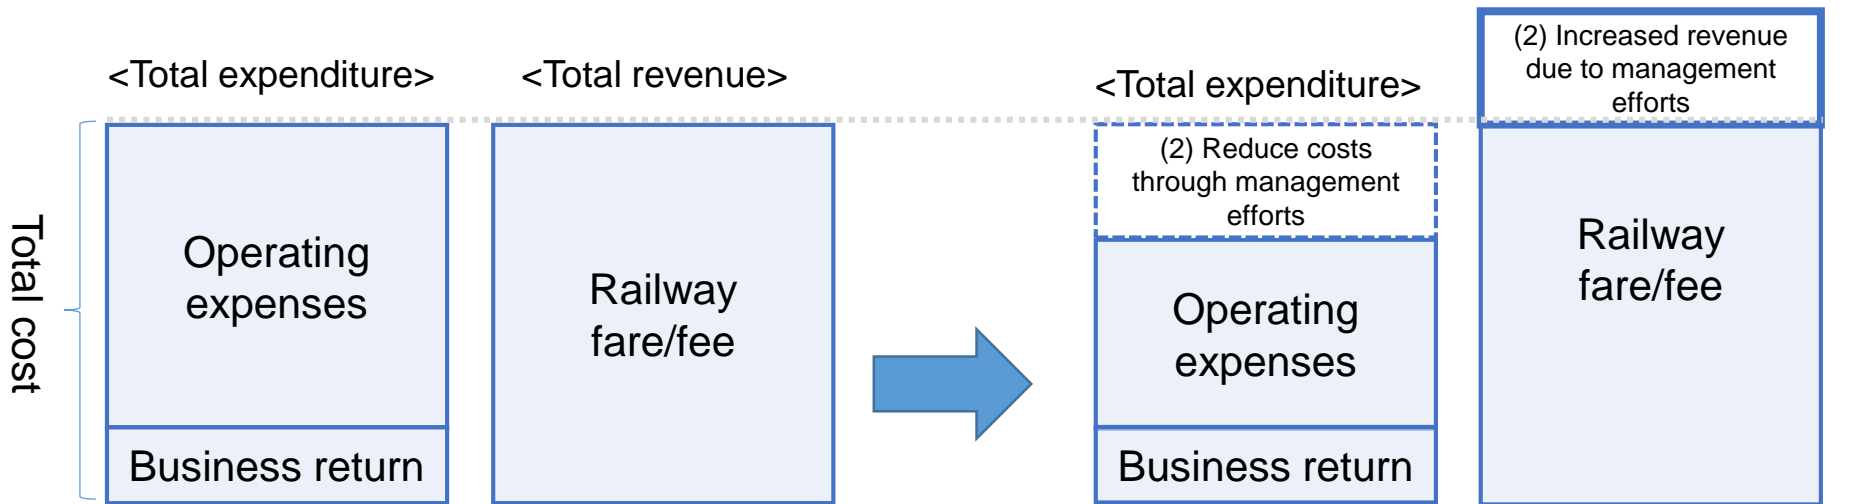 <Total expenditure>
<Total revenue>
Total cost
Operating
expenses
Business return
Railway
fare/fee
<Total expenditure>
(2) Reduce costs
through management
efforts
Operating
expenses
Business return
(2) Increased revenue
due to management
efforts
Railway
fare/fee